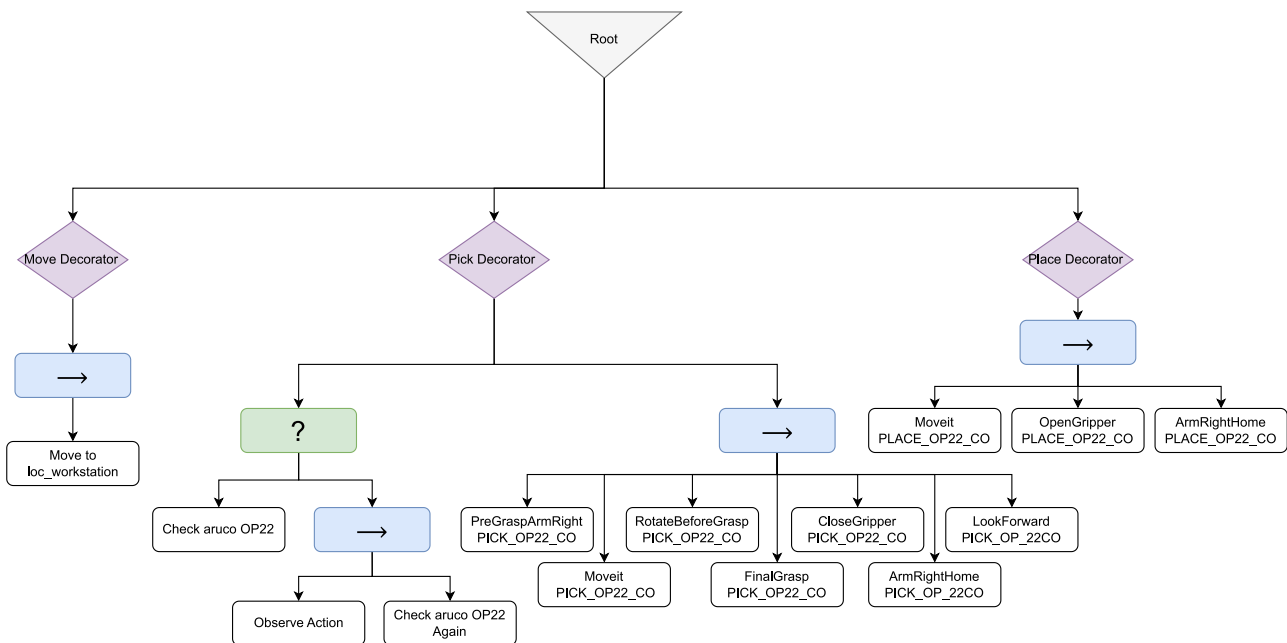 Root
Move Decorator
Pick Decorator
Place Decorator
→
→
?
→
Moveit
PLACE_OP22_CO
OpenGripper
PLACE_OP22_CO
ArmRightHome
PLACE_OP22_CO
Move to
loc_workstation
Check aruco OP22
→
PreGraspArmRight
PICK_OP22_CO
RotateBeforeGrasp
PICK_OP22_CO
CloseGripper
PICK_OP22_CO
LookForward
PICK_OP_22CO
Moveit
PICK_OP22_CO
FinalGrasp
PICK_OP22_CO
ArmRightHome
PICK_OP_22CO
Observe Action
Check aruco OP22
Again